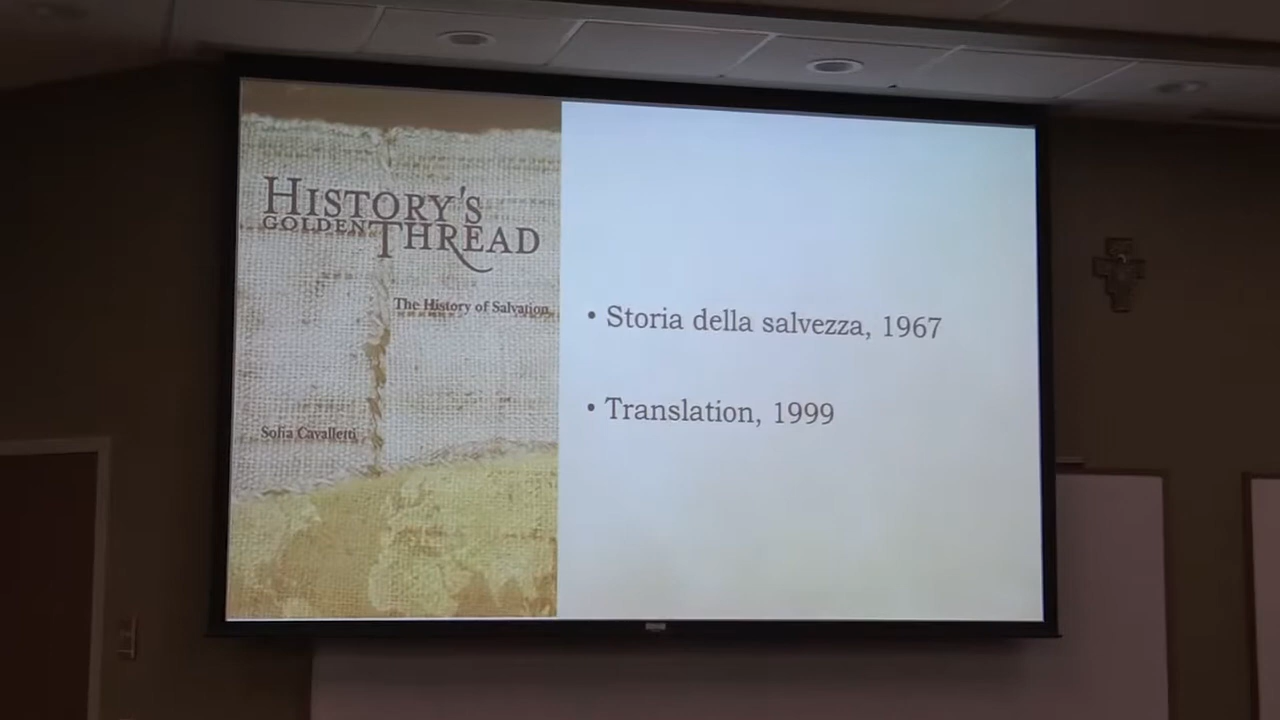 HISTORY'S
GOLDEN THREAD
The History of Salvation
Sofia Cavalletti
• Storia della salvezza, 1967
• Translation, 1999